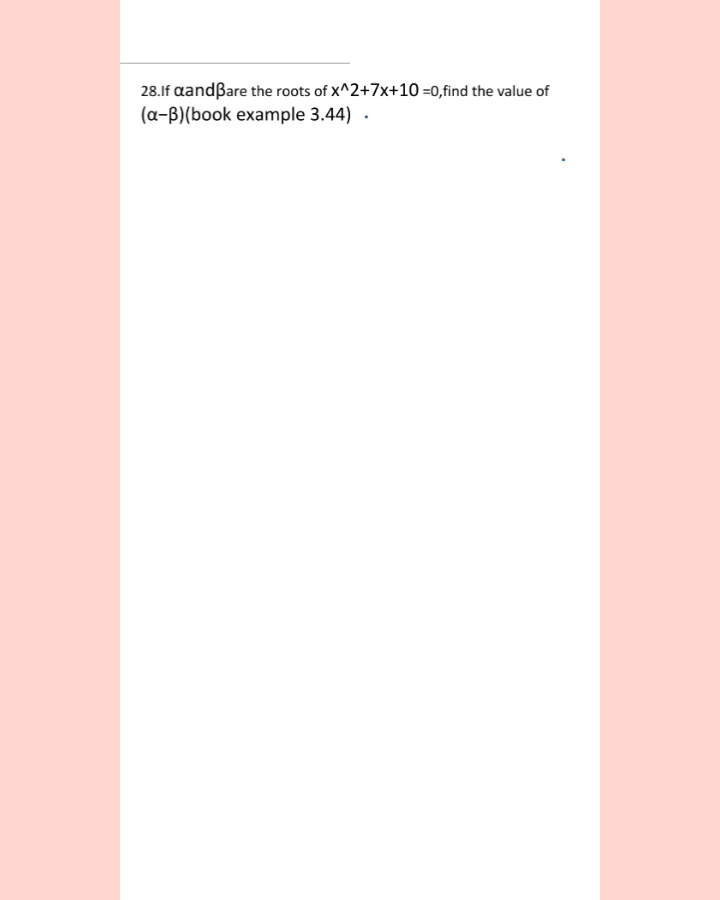 28.If αandβare the roots of x^2+7x+10 =0,find the value of
(α−β)(book example 3.44) .